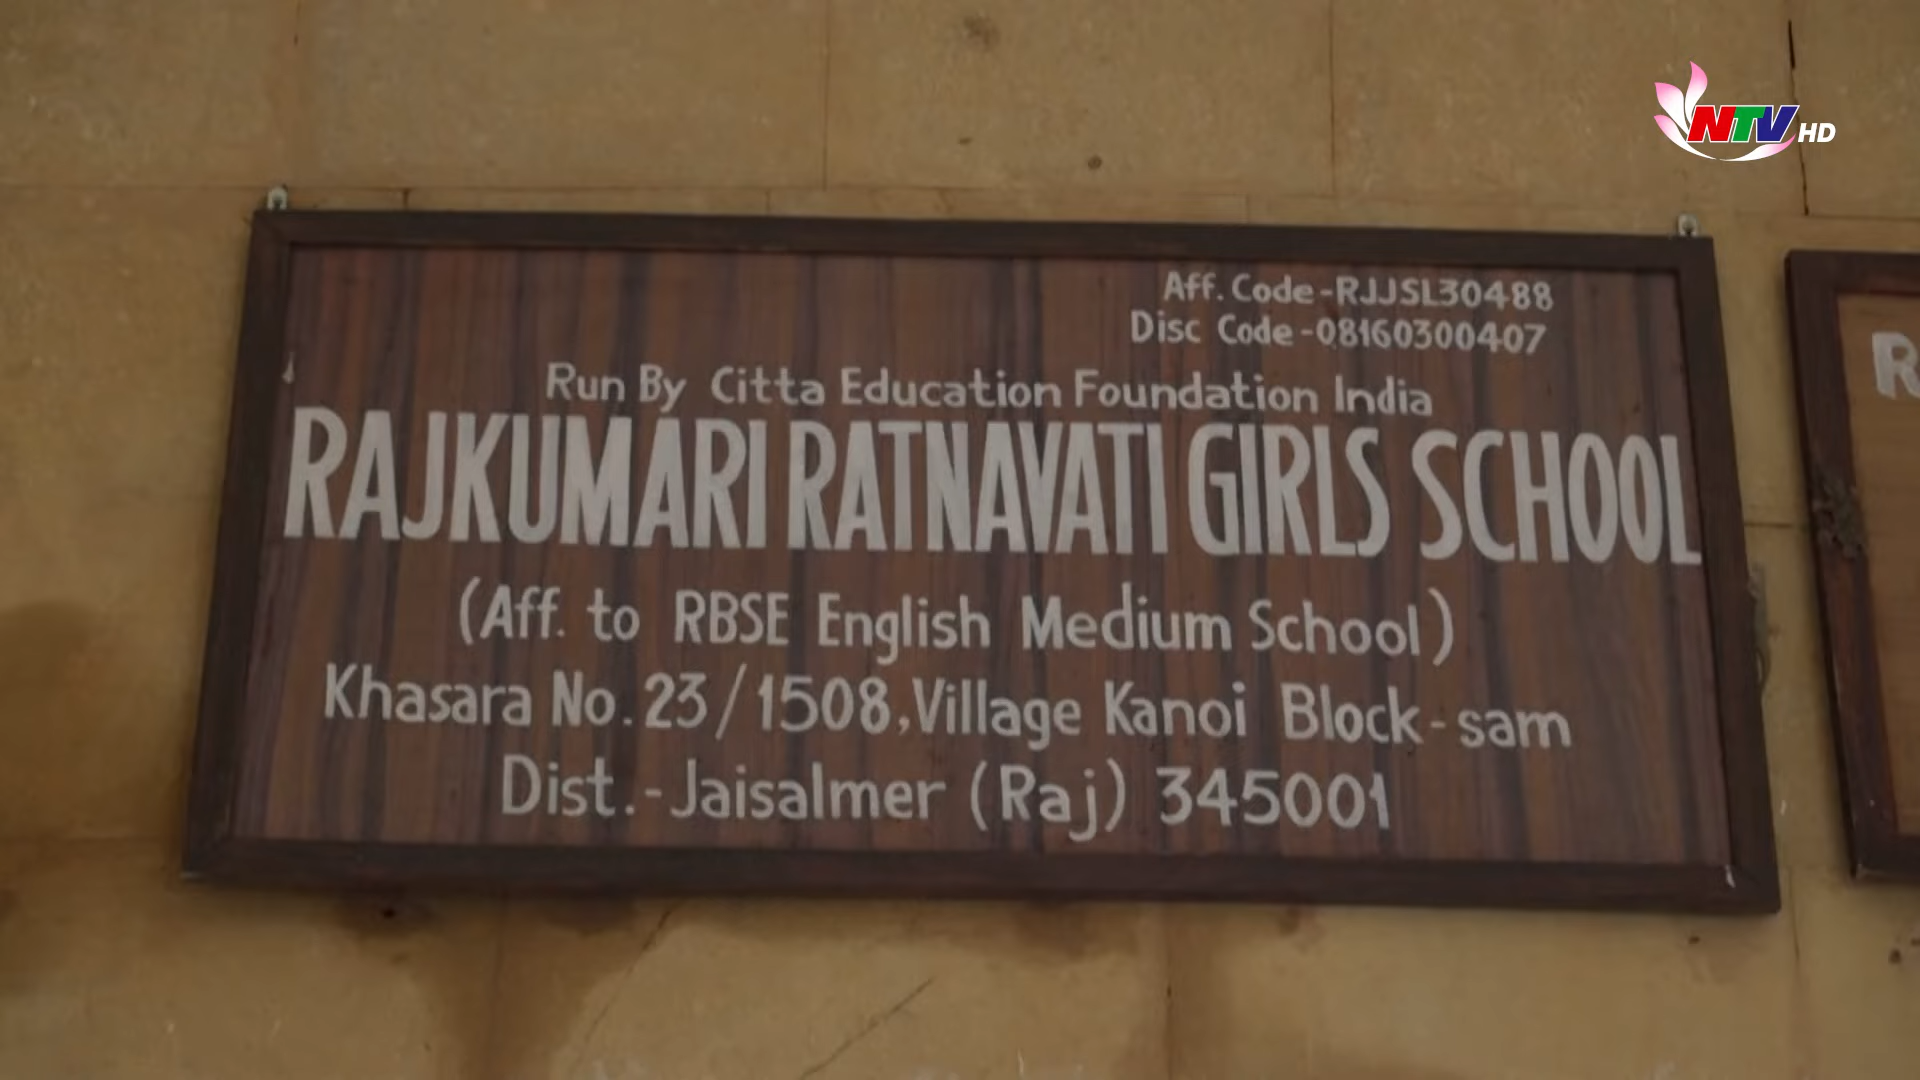 NTV HD
Aff. Code-RJJSL30488
Disc Code-08160300407
Run By Citta Education Foundation India
RAJKUMARI RATNAVATI GIRLS SCHOOL
(Aff. to RBSE English Medium School)
Khasara No. 23/1508, Village Kanoi Block-sam
Dist.-Jaisalmer (Raj) 345001